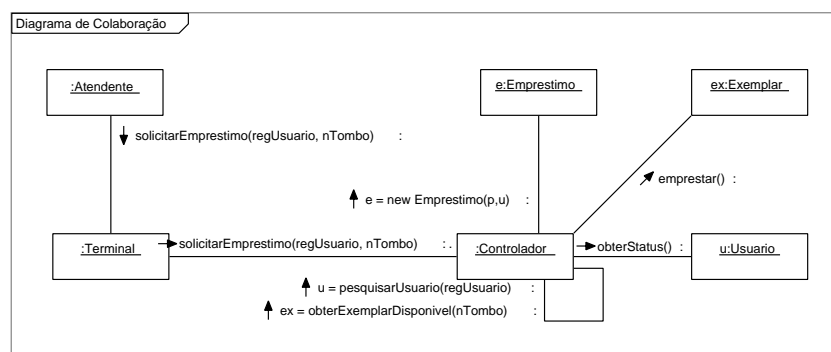 Diagrama de Colaboração
:Atendente
e:Emprestimo
ex:Exemplar
solicitarEmprestimo(regUsuario, nTombo) :
emprestar() :
e = new Emprestimo(p,u) :
:Terminal
solicitarEmprestimo(regUsuario, nTombo) : .
:Controlador
obterStatus() :
u:Usuario
u = pesquisarUsuario(regUsuario) :
ex = obterExemplarDisponivel(nTombo) :